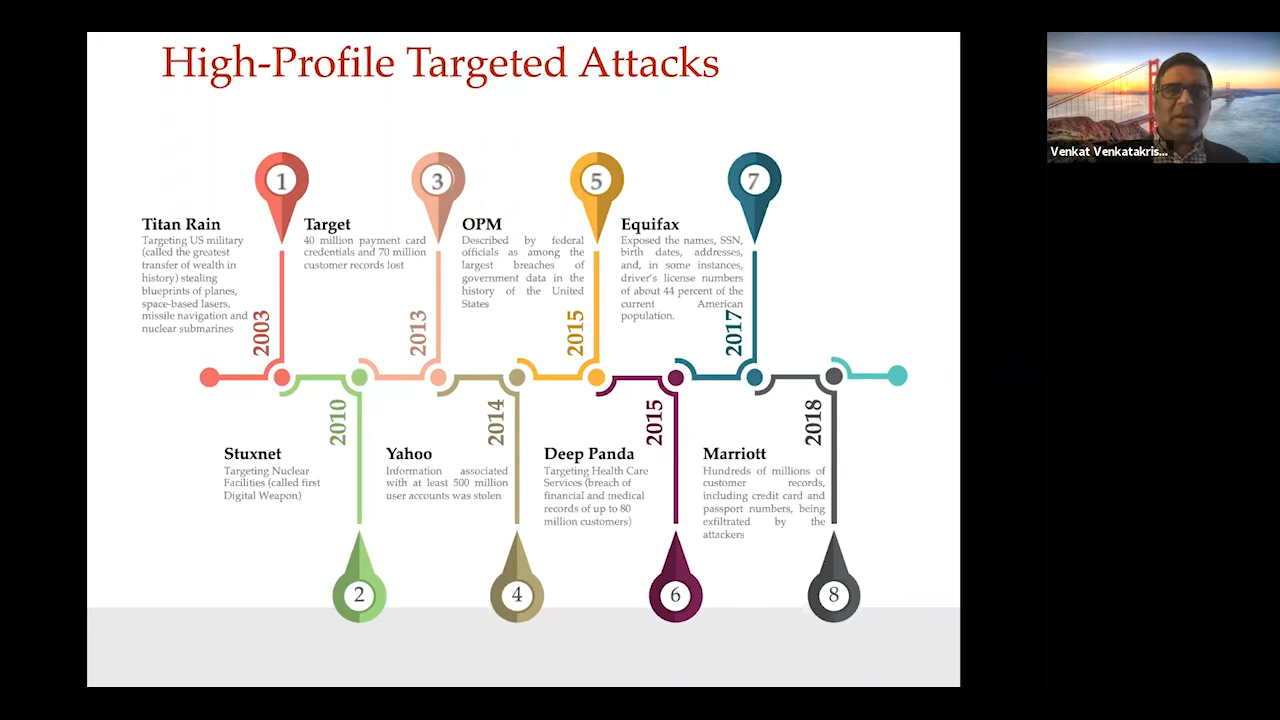 High-Profile Targeted Attacks
1
3
5
7
Titan Rain
Targeting US military
(called the greatest
transfer of wealth in
history) stealing
blueprints of planes,
space-based lasers,
missile navigation and
nuclear submarines
2003
Target
40 million payment card
credentials and 70 million
customer records lost
2013
OPM
Described by federal
officials as among the
largest breaches of
government data in the
history of the United
States
2015
Equifax
Exposed the names, SSN,
birth dates, addresses,
and, in some instances,
driver's license numbers
of about 44 percent of the
current American
population.
2017
2010
Stuxnet
Targeting Nuclear
Facilities (called first
Digital Weapon)
2014
Yahoo
Information associated
with at least 500 million
user accounts was stolen
2015
Deep Panda
Targeting Health Care
Services (breach of
financial and medical
records of up to 80
million customers)
2018
Marriott
Hundreds of millions of
customer records,
including credit card and
passport numbers, being
exfiltrated by the
attackers
2
4
6
8
Venkat Venkatakris...